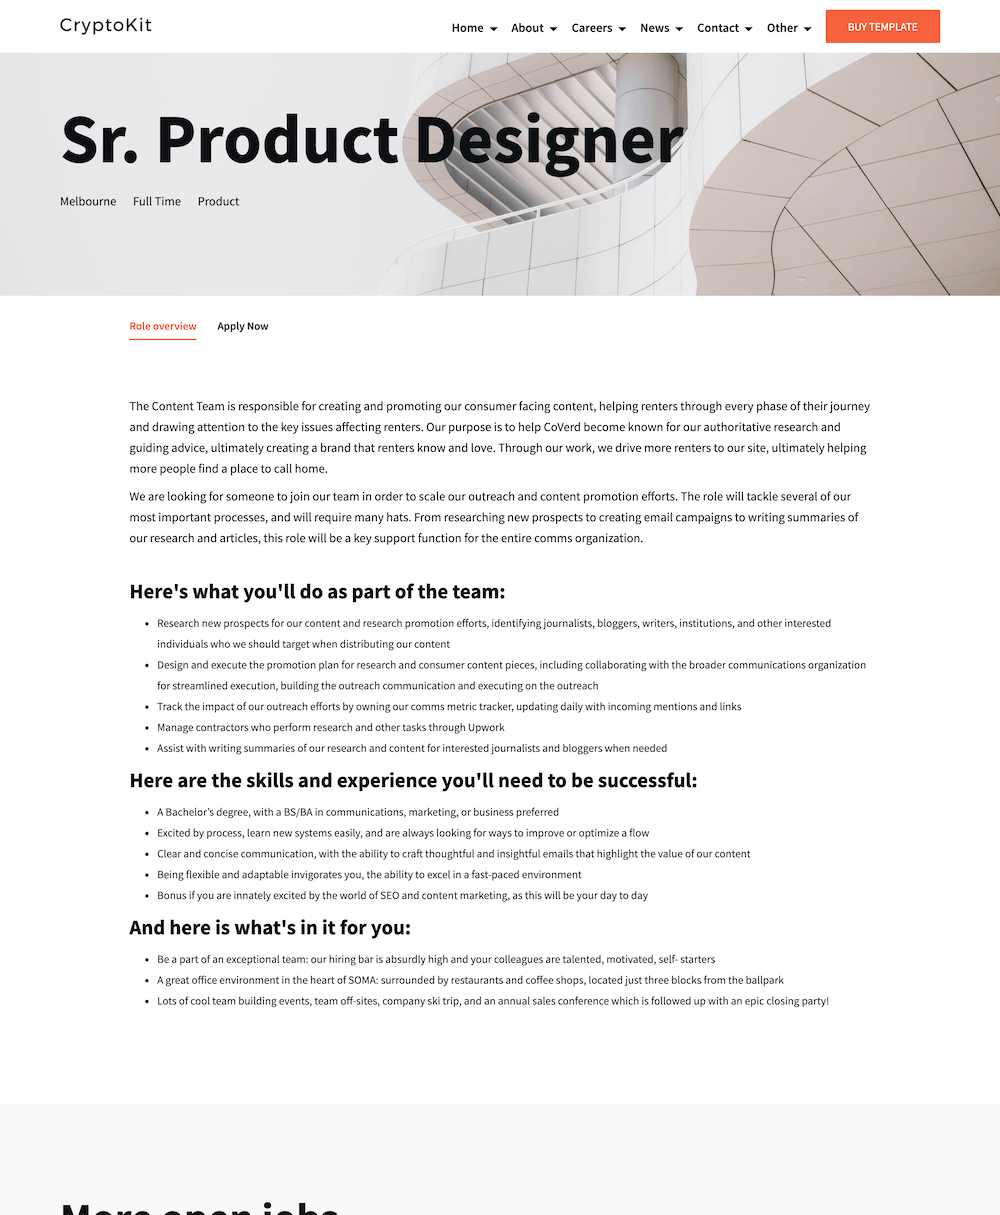 CryptoKit
Home About Careers News Contact Other BUY TEMPLATE
Sr. Product Designer
Melbourne Full Time Product
Role overview Apply Now
The Content Team is responsible for creating and promoting our consumer facing content, helping renters through every phase of their journey
and drawing attention to the key issues affecting renters. Our purpose is to help CoVerd become known for our authoritative research and
guiding advice, ultimately creating a brand that renters know and love. Through our work, we drive more renters to our site, ultimately helping
more people find a place to call home.
We are looking for someone to join our team in order to scale our outreach and content promotion efforts. The role will tackle several of our
most important processes, and will require many hats. From researching new prospects to creating email campaigns to writing summaries of
our research and articles, this role will be a key support function for the entire comms organization.
Here's what you'll do as part of the team:
• Research new prospects for our content and research promotion efforts, identifying journalists, bloggers, writers, institutions, and other interested
individuals who we should target when distributing our content
• Design and execute the promotion plan for research and consumer content pieces, including collaborating with the broader communications organization
for streamlined execution, building the outreach communication and executing on the outreach
• Track the impact of our outreach efforts by owning our comms metric tracker, updating daily with incoming mentions and links
• Manage contractors who perform research and other tasks through Upwork
• Assist with writing summaries of our research and content for interested journalists and bloggers when needed
Here are the skills and experience you'll need to be successful:
• A Bachelor's degree, with a BS/BA in communications, marketing, or business preferred
• Excited by process, learn new systems easily, and are always looking for ways to improve or optimize a flow
• Clear and concise communication, with the ability to craft thoughtful and insightful emails that highlight the value of our content
• Being flexible and adaptable invigorates you, the ability to excel in a fast-paced environment
• Bonus if you are innately excited by the world of SEO and content marketing, as this will be your day to day
And here is what's in it for you:
• Be a part of an exceptional team: our hiring bar is absurdly high and your colleagues are talented, motivated, self- starters
• A great office environment in the heart of SOMA: surrounded by restaurants and coffee shops, located just three blocks from the ballpark
• Lots of cool team building events, team off-sites, company ski trip, and an annual sales conference which is followed up with an epic closing party!
More open jobs